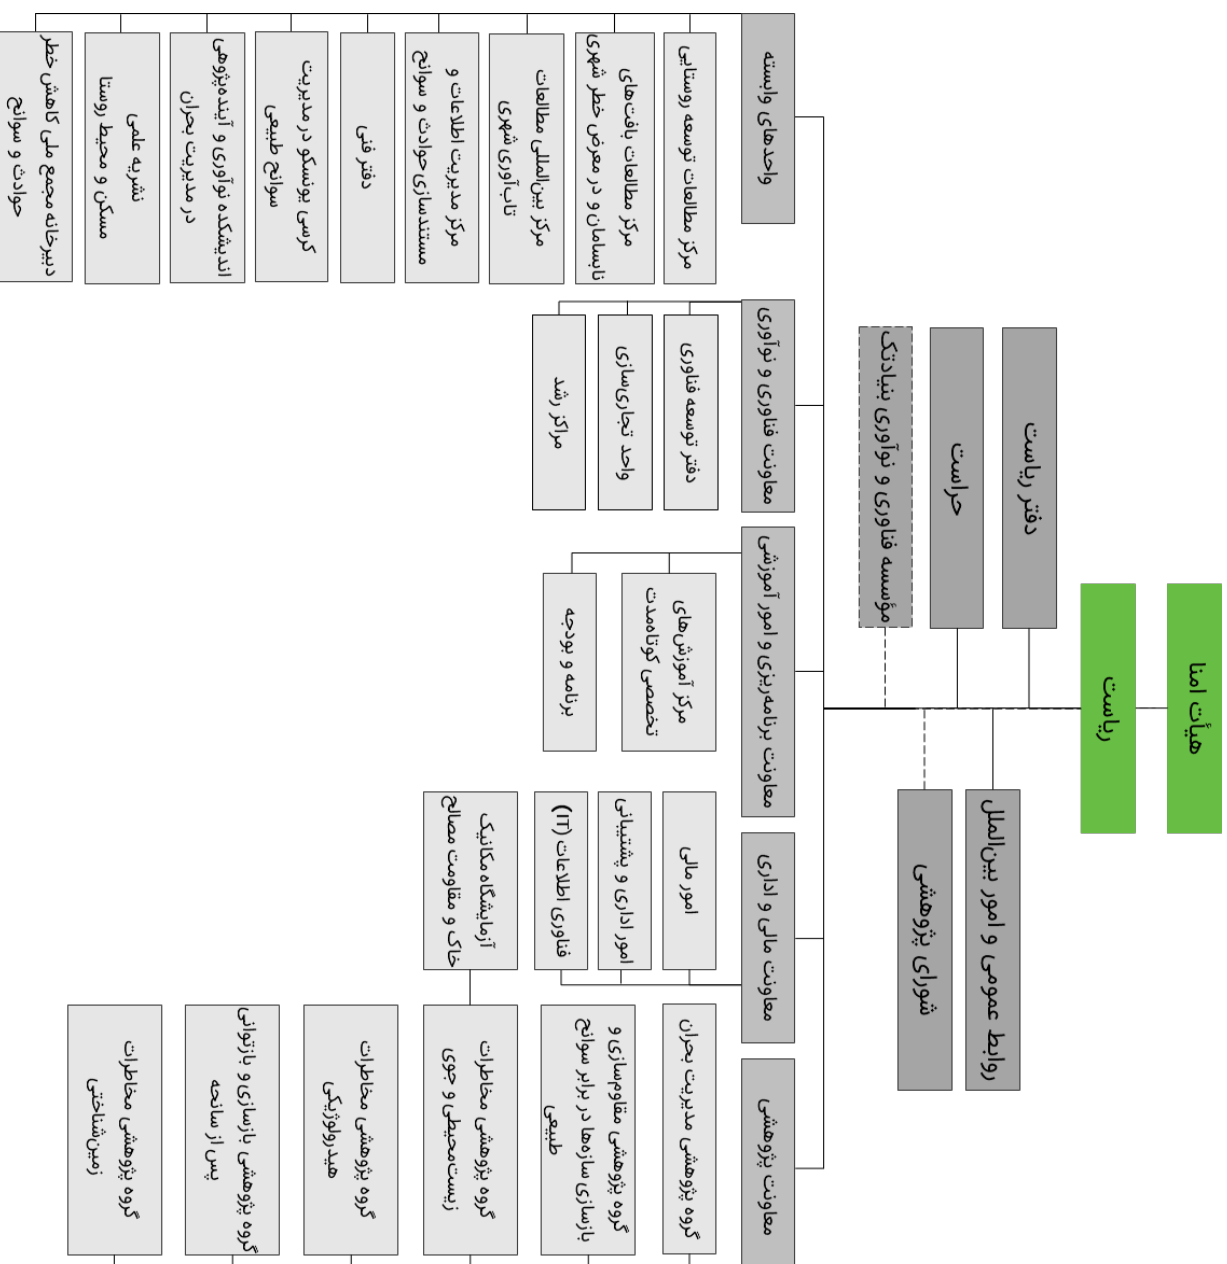 هیأت امنا
ریاست
دفتر ریاست
حراست
مؤسسه فناوری و نوآوری بنیادتک
روابط عمومی و امور بین‌الملل
شورای پژوهشی
معاونت پژوهشی
گروه پژوهشی مدیریت بحران
گروه پژوهشی مقاوم‌سازی و
بازسازی سازه‌ها در برابر سوانح
طبیعی
گروه پژوهشی مخاطرات
زیست‌محیطی و جوی
آزمایشگاه مکانیک
خاک و مقاومت مصالح
گروه پژوهشی مخاطرات
هیدرولوژیکی
گروه پژوهشی بازسازی و بازتوانی
پس از سانحه
گروه پژوهشی مخاطرات
زمین‌شناختی
معاونت مالی و اداری
امور مالی
امور اداری و پشتیبانی
فناوری اطلاعات (IT)
معاونت برنامه‌ریزی و امور آموزشی
مرکز آموزش‌های
تخصصی کوتاه‌مدت
برنامه و بودجه
معاونت فناوری و نوآوری
دفتر توسعه فناوری
واحد تجاری‌سازی
مراکز رشد
واحدهای وابسته
مرکز مطالعات توسعه روستایی
مرکز مطالعات بافت‌های
نابسامان و در معرض خطر شهری
مرکز بین‌المللی مطالعات
تاب‌آوری شهری
مرکز مدیریت اطلاعات و
مستندسازی حوادث و سوانح
دفتر فنی
کرسی یونسکو در مدیریت
سوانح طبیعی
اندیشکده نوآوری و آینده‌پژوهی
در مدیریت بحران
نشریه علمی
مسکن و محیط روستا
دبیرخانه مجمع ملی کاهش خطر
حوادث و سوانح